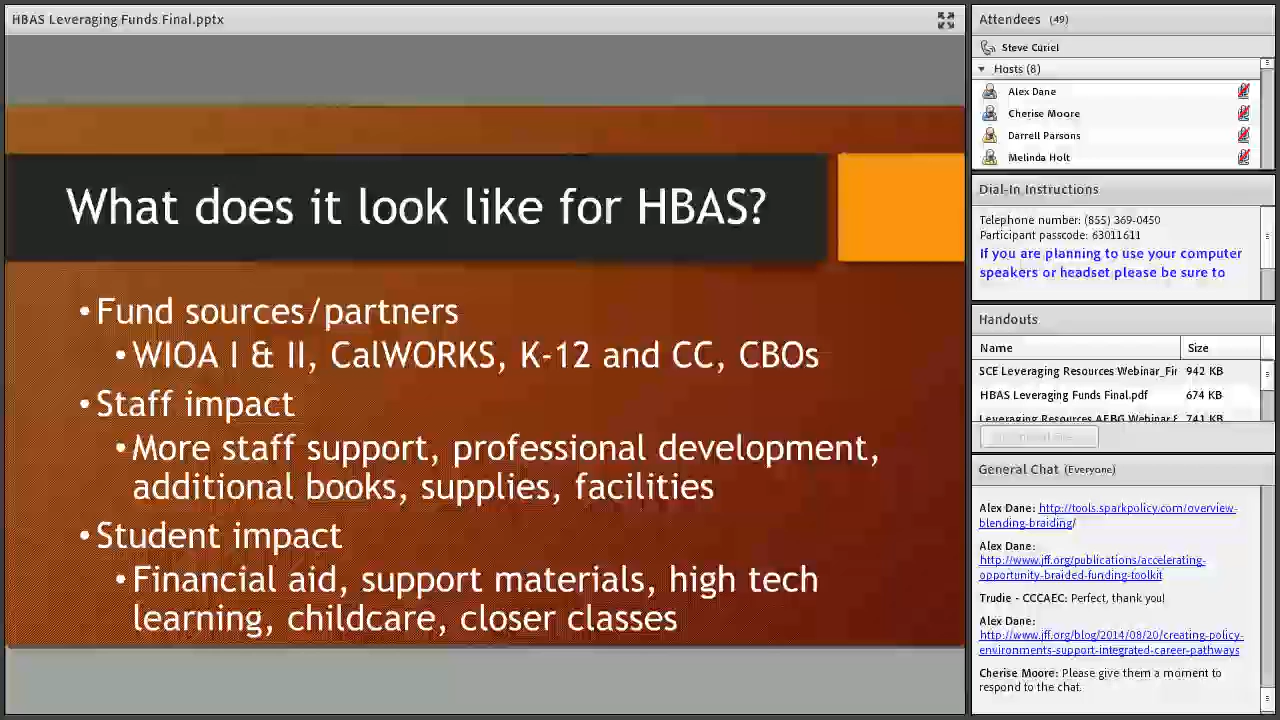 HBAS Leveraging Funds Final.pptx
What does it look like for HBAS?
•Fund sources/partners
•WIOA I & II, CalWORKS, K-12 and CC, CBOs
•Staff impact
•More staff support, professional development,
additional books, supplies, facilities
•Student impact
•Financial aid, support materials, high tech
learning, childcare, closer classes
Attendees (49)
Steve Curiel
Hosts (8)
Alex Dane
Cherise Moore
Darrell Parsons
Melinda Holt
Dial-In Instructions
Telephone number: (855) 369-0450
Participant passcode: 63011611
If you are planning to use your computer
speakers or headset please be sure to
Handouts
Name Size
SCE Leveraging Resources Webinar_Fir 942 KB
HBAS Leveraging Funds Final.pdf 674 KB
Leveraging Resources AEBG Webinar 741 KB
General Chat (Everyone)
Alex Dane: http://tools.sparkpolicy.com/overview-
blending-braiding/
Alex Dane:
http://www.jff.org/publications/accelerating-
opportunity-braided-funding-toolkit
Trudie - CCCAEC: Perfect, thank you!
Alex Dane:
http://www.jff.org/blog/2014/08/20/creating-policy-
environments-support-integrated-career-pathways
Cherise Moore: Please give them a moment to
respond to the chat.